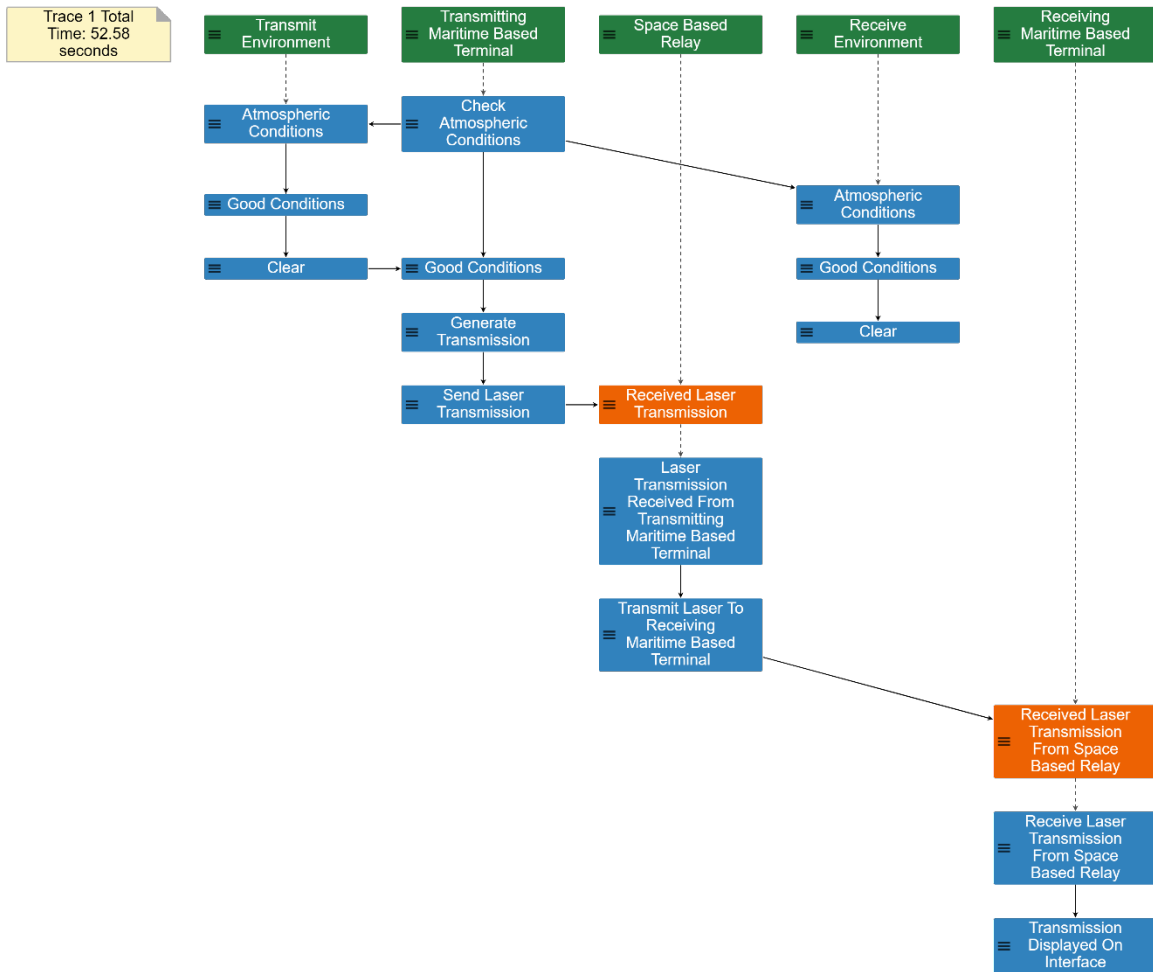 Trace 1 Total
Time: 52.58
seconds
Transmit
Environment
Transmitting
Maritime Based
Terminal
Space Based
Relay
Receive
Environment
Receiving
Maritime Based
Terminal
Atmospheric
Conditions
Check
Atmospheric
Conditions
Atmospheric
Conditions
Good Conditions
Clear
Good Conditions
Good Conditions
Generate
Transmission
Clear
Send Laser
Transmission
Received Laser
Transmission
Laser
Transmission
Received From
Transmitting
Maritime Based
Terminal
Transmit Laser To
Receiving
Maritime Based
Terminal
Received Laser
Transmission
From Space
Based Relay
Receive Laser
Transmission
From Space
Based Relay
Transmission
Displayed On
Interface